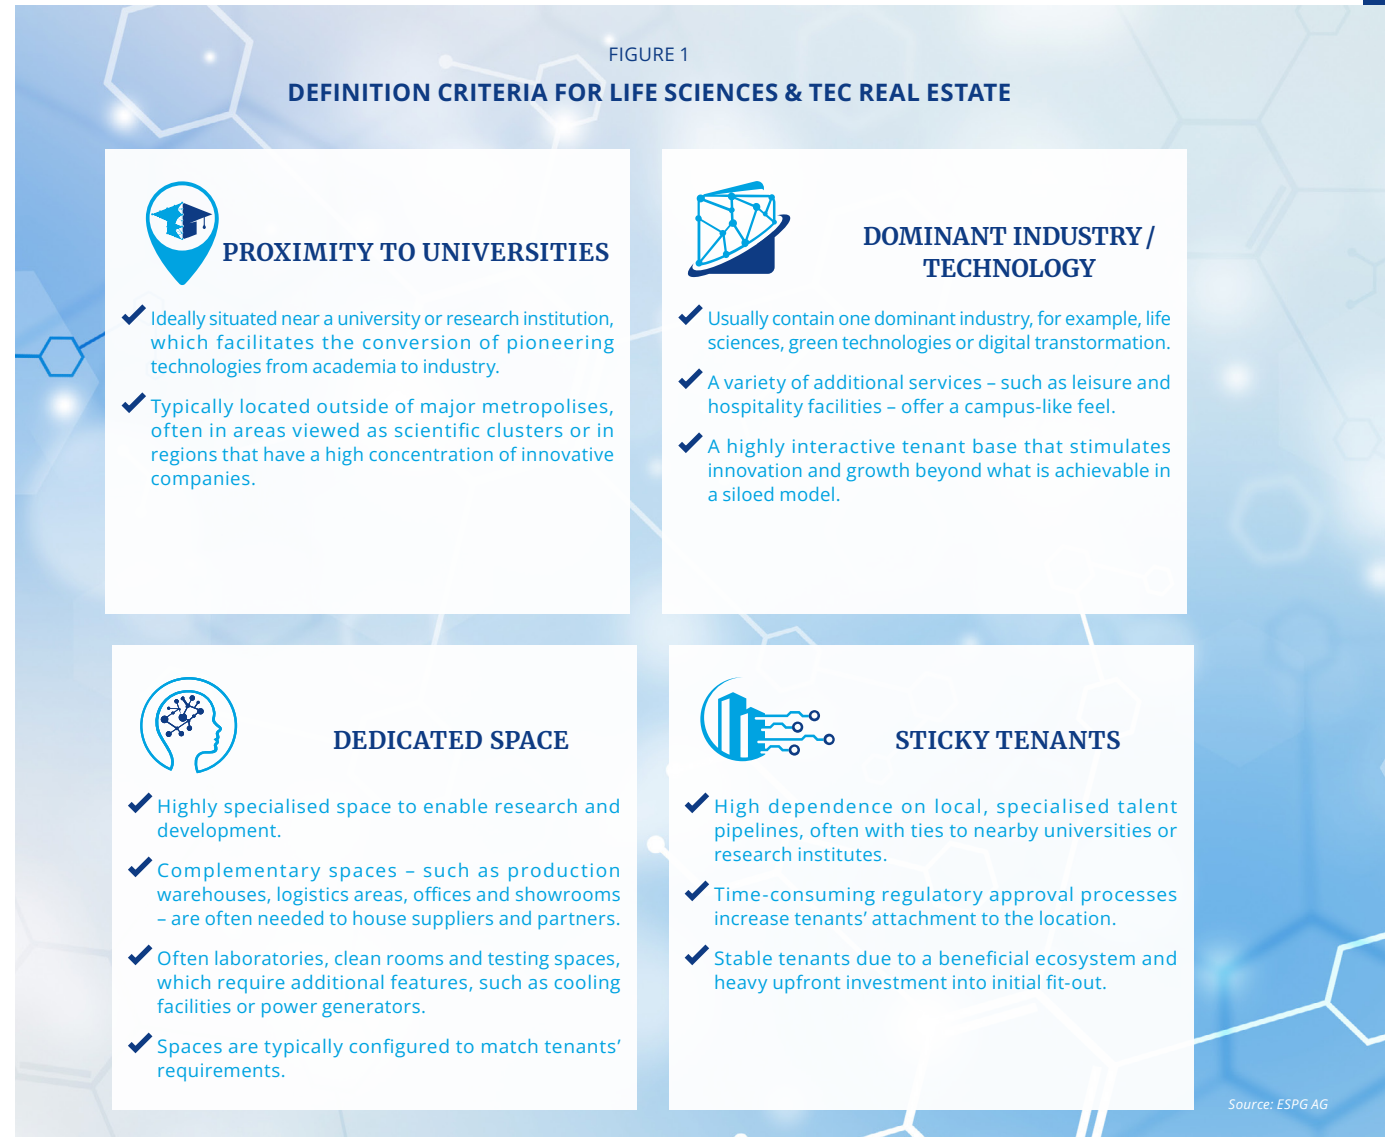 FIGURE 1
DEFINITION CRITERIA FOR LIFE SCIENCES & TEC REAL ESTATE
PROXIMITY TO UNIVERSITIES
Ideally situated near a university or research institution,
which facilitates the conversion of pioneering
technologies from academia to industry.
Typically located outside of major metropolises,
often in areas viewed as scientific clusters or in
regions that have a high concentration of innovative
companies.
DOMINANT INDUSTRY /
TECHNOLOGY
Usually contain one dominant industry, for example, life
sciences, green technologies or digital transtormation.
A variety of additional services – such as leisure and
hospitality facilities – offer a campus-like feel.
A highly interactive tenant base that stimulates
innovation and growth beyond what is achievable in
a siloed model.
DEDICATED SPACE
Highly specialised space to enable research and
development.
Complementary spaces – such as production
warehouses, logistics areas, offices and showrooms
– are often needed to house suppliers and partners.
Often laboratories, clean rooms and testing spaces,
which require additional features, such as cooling
facilities or power generators.
Spaces are typically configured to match tenants’
requirements.
STICKY TENANTS
High dependence on local, specialised talent
pipelines, often with ties to nearby universities or
research institutes.
Time-consuming regulatory approval processes
increase tenants’ attachment to the location.
Stable tenants due to a beneficial ecosystem and
heavy upfront investment into initial fit-out.
Source: ESPG AG